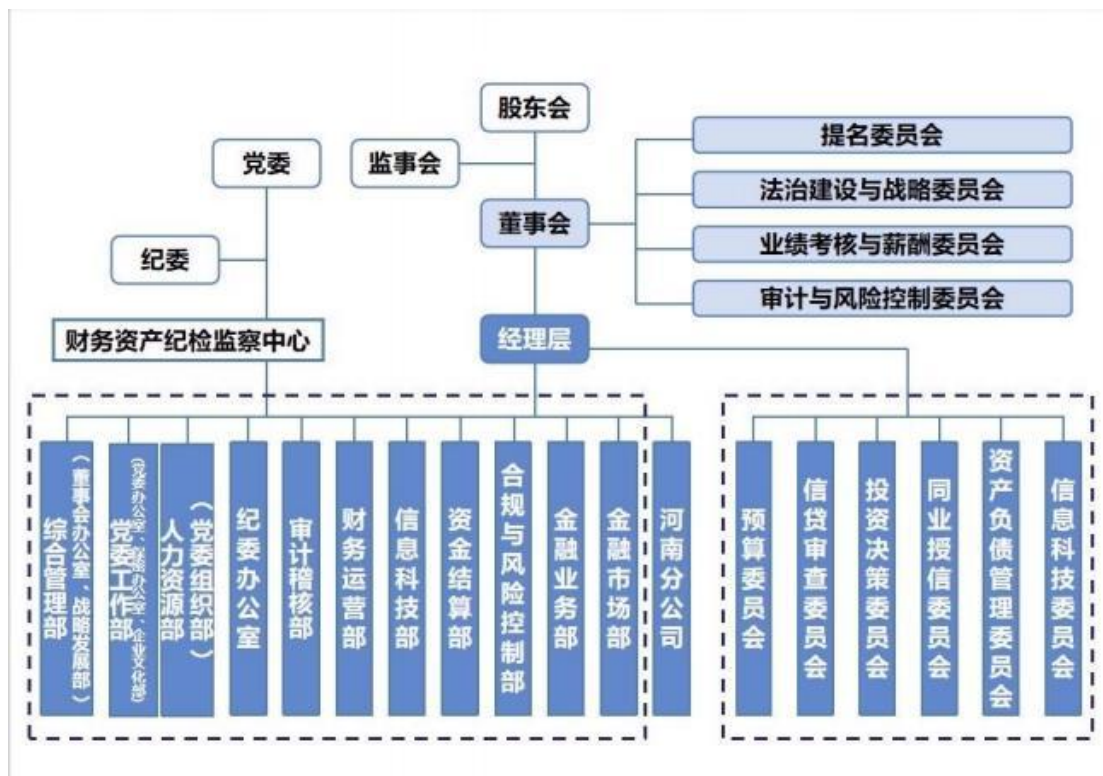 股东会
党委
监事会
提名委员会
法治建设与战略委员会
董事会
业绩考核与薪酬委员会
纪委
审计与风险控制委员会
财务资产纪检监察中心
经理层
综合管理部
（董事会办公室、战略发展部）
党委工作部
（党委办公室、保密办公室、企业文化部）
人力资源部
（党委组织部）
纪委办公室
审计稽核部
财务运营部
信息科技部
资金结算部
合规与风险控制部
金融业务部
金融市场部
河南分公司
预算委员会
信贷审查委员会
投资决策委员会
同业授信委员会
资产负债管理委员会
信息科技委员会